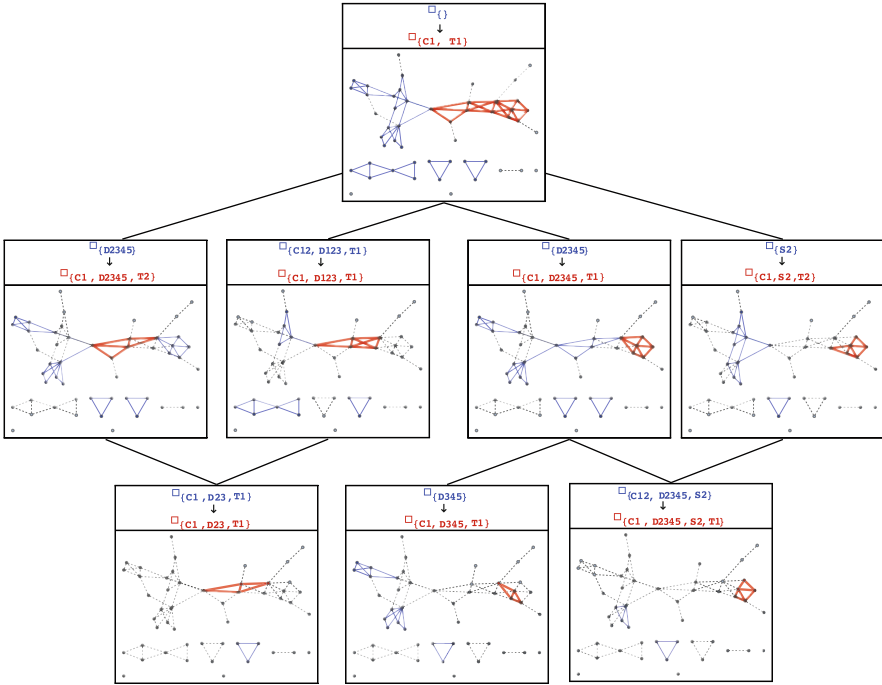 □{}
↓
□{C1, T1}
□{D2345}
↓
□{C1, D2345, T2}
□{C12, D123, T1}
↓
□{C1, D123, T1}
□{D2345}
↓
□{C1, D2345, T1}
□{S2}
↓
□{C1,S2,T2}
□{C1, D23, T1}
↓
□{C1, D23, T1}
□{D345}
↓
□{C1, D345, T1}
□{C12, D2345, S2}
↓
□{C1, D2345, S2, T1}